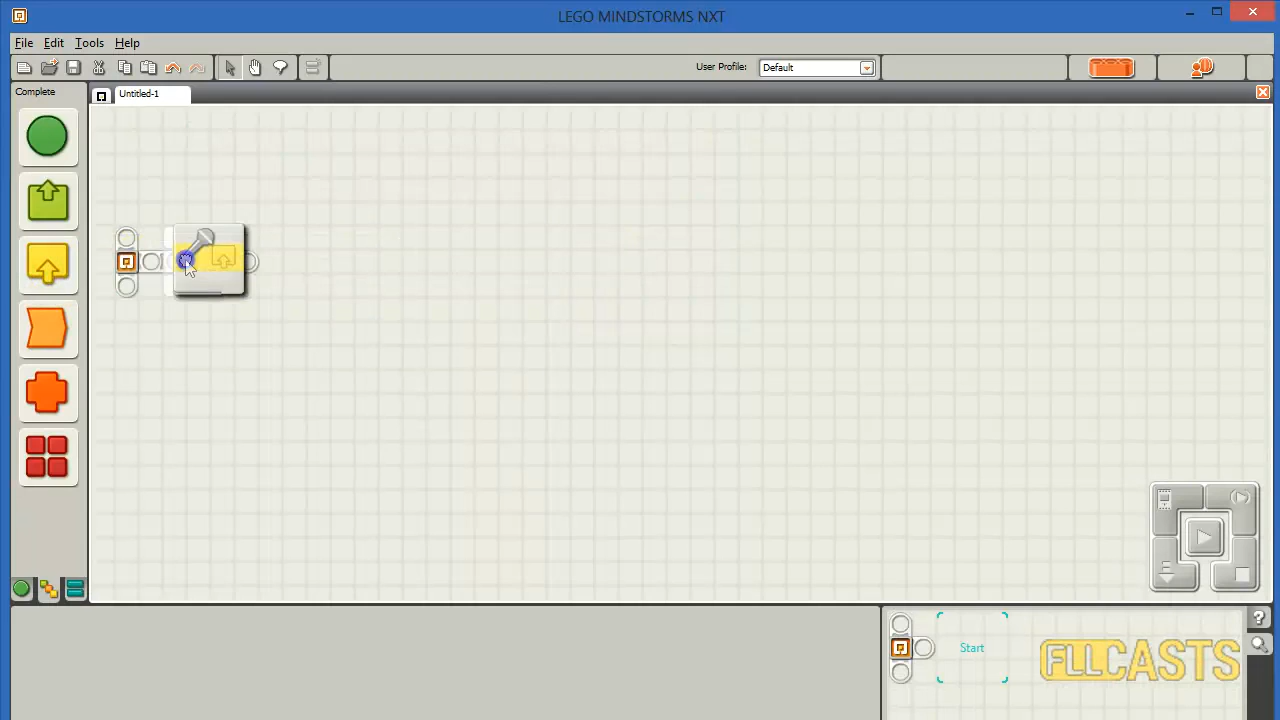 LEGO MINDSTORMS NXT
File Edit Tools Help
User Profile: Default
Complete
Untitled-1
Start
?
FLLCASTS